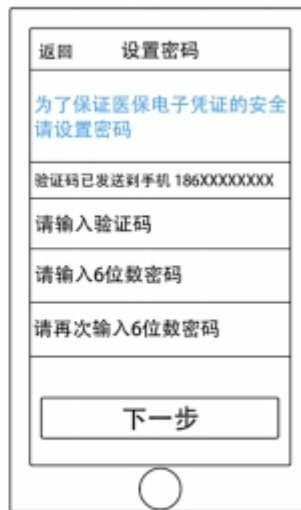 返回 设置密码
为了保证医保电子凭证的安全
请设置密码
验证码已发送到手机 186XXXXXXXX
请输入验证码
请输入6位数密码
请再次输入6位数密码
下一步